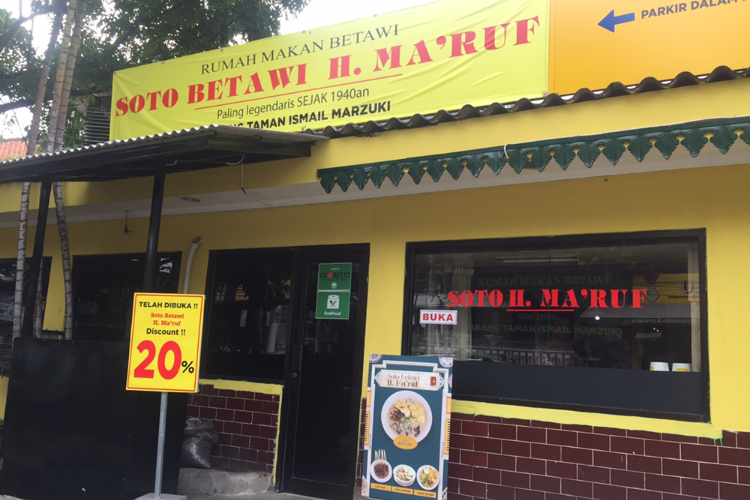 PARKIR DALAM
RUMAH MAKAN BETAWI
SOTO BETAWI H. MA'RUF
Paling legendaris SEJAK 1940an
TAMAN ISMAIL MARZUKI
TELAH DIBUKA !!
Soto Betawi
H. Ma'ruf
Discount !!
20%
GrabFood
BUKA
RUMAH MAKAN BETAWI
SOTO H. MA'RUF
CABANG TAMAN ISMAIL MARZUKI
Soto Betawi
H. Ma'ruf